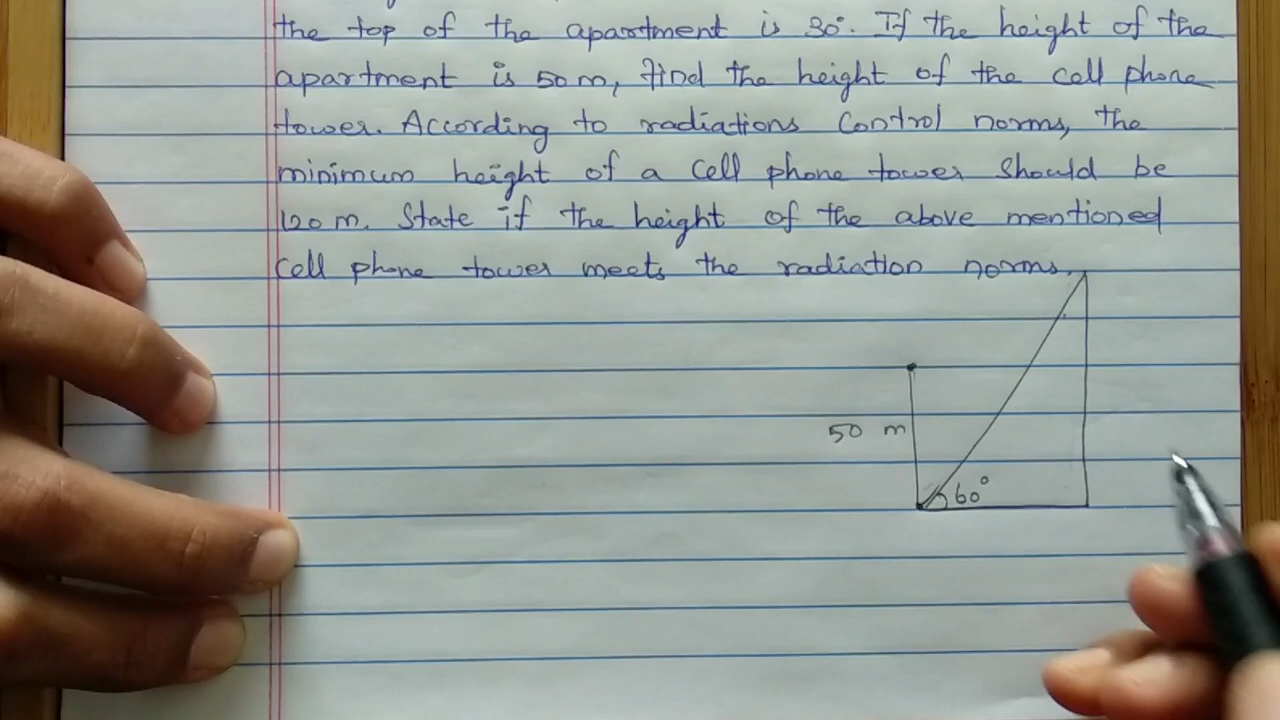 the top of the apartment is 30°. If the height of the
apartment is 50 m, find the height of the cell phone
tower. According to radiations control norms, the
minimum height of a cell phone tower should be
120 m. State if the height of the above mentioned
cell phone tower meets the radiation norms.
50 m
60°